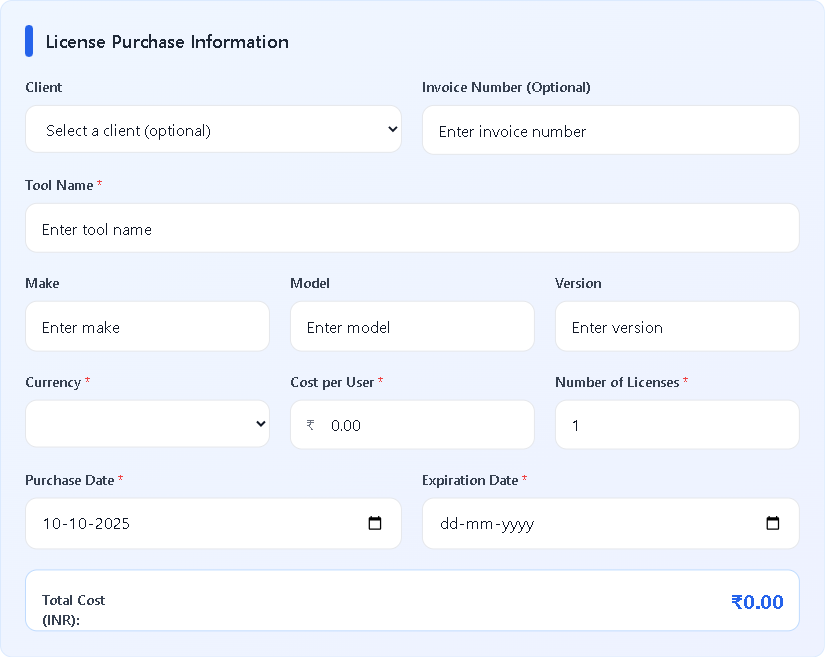 License Purchase Information
Client
Invoice Number (Optional)
Select a client (optional)
Enter invoice number
Tool Name *
Enter tool name
Make
Model
Version
Enter make
Enter model
Enter version
Currency *
Cost per User *
Number of Licenses *
₹ 0.00
1
Purchase Date *
Expiration Date *
10-10-2025
dd-mm-yyyy
Total Cost
(INR):
₹0.00